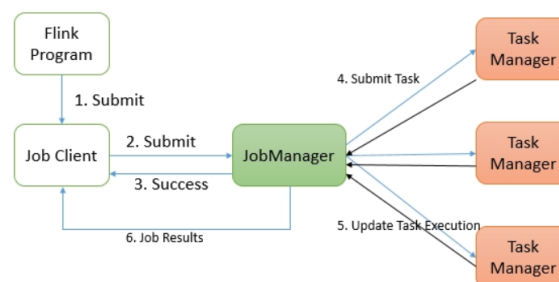 Flink
Program
1. Submit
Job Client
2. Submit
3. Success
JobManager
6. Job Results
4. Submit Task
5. Update Task Execution
Task
Manager
Task
Manager
Task
Manager